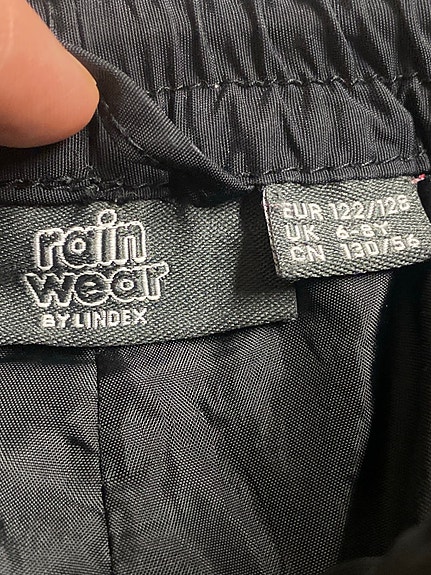 rain
wear
BY LINDEX
EUR 122/128
UK 6-8Y
CN 130/56